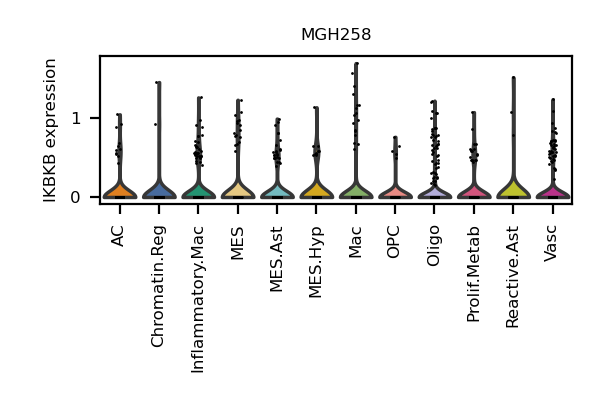 MGH258
IKBKB expression
1
0
AC
Chromatin.Reg
Inflammatory.Mac
MES
MES.Ast
MES.Hyp
Mac
OPC
Oligo
Prolif.Metab
Reactive.Ast
Vasc